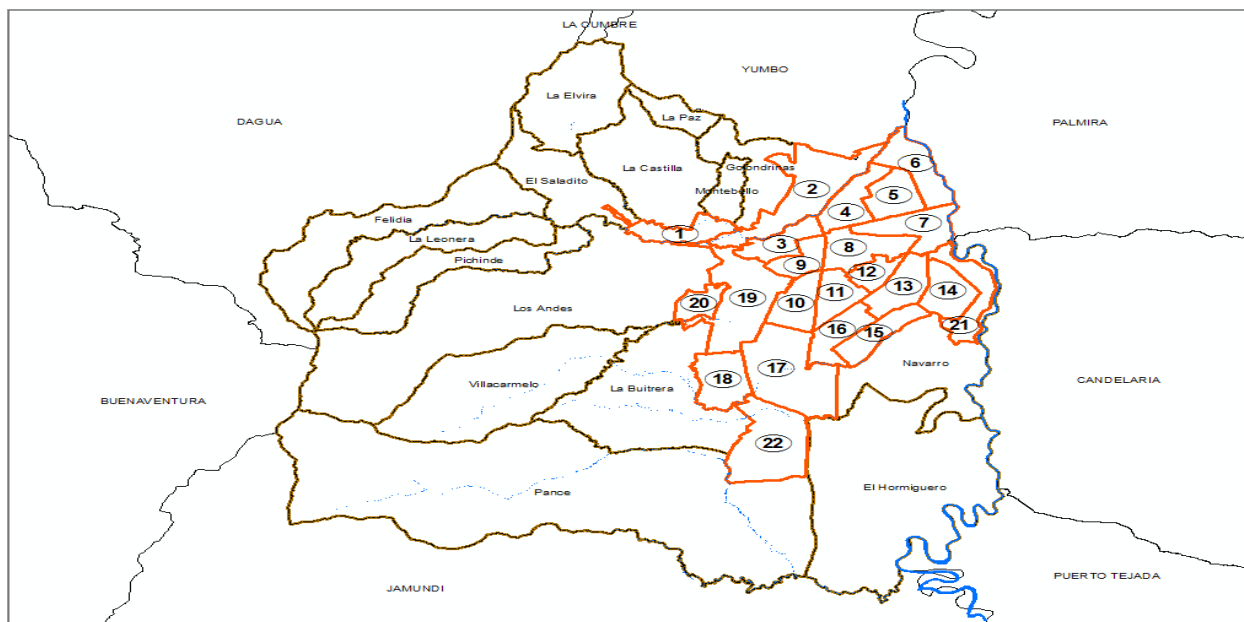 LA CUMBRE
YUMBO
La Elvira
La Paz
DAGUA
PALMIRA
6
Golondrinas
La Castilla
El Saladito
2
Montebello
5
4
Felidia
7
1
La Leonera
3
8
Pichinde
9
12
13
14
11
19
20
10
Los Andes
21
16
15
Navarro
17
18
Villacarmelo
La Buitrera
CANDELARIA
BUENAVENTURA
22
El Hormiguero
Pance
PUERTO TEJADA
JAMUNDI